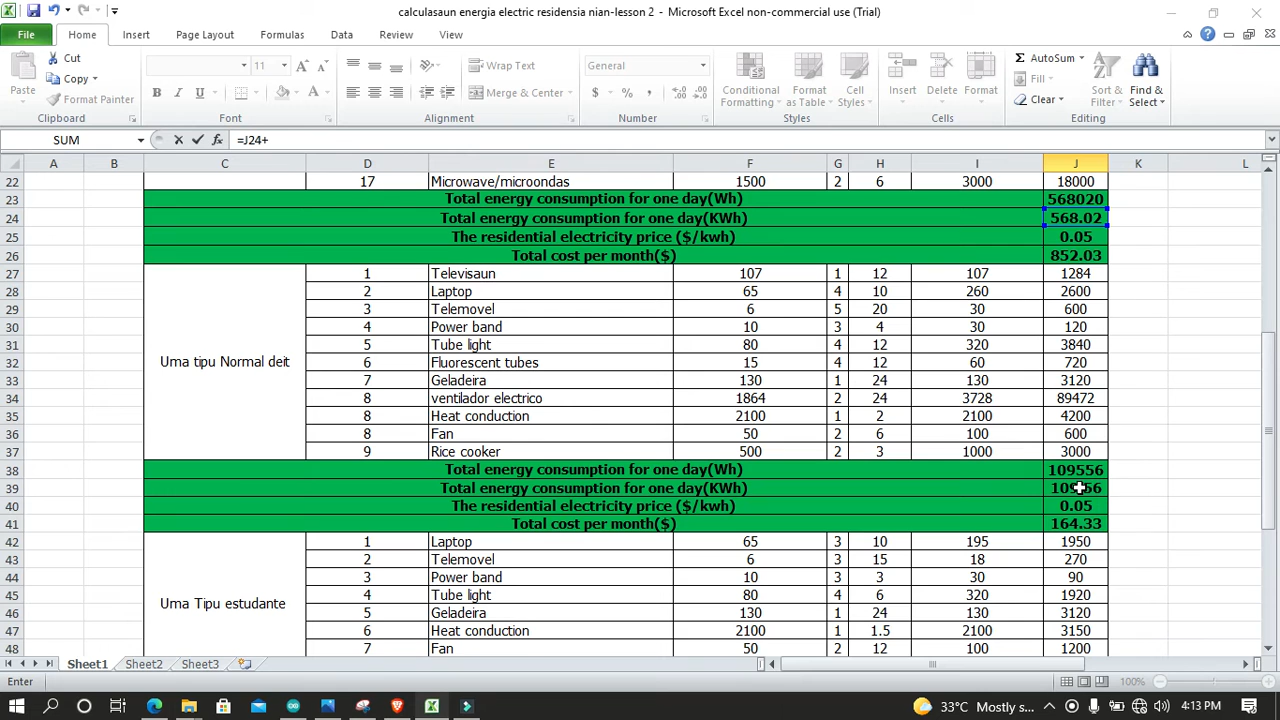 calculasaun energia electric residensia nian-lesson 2 - Microsoft Excel non-commercial use (Trial)
File Home Insert Page Layout Formulas Data Review View
Cut
Copy
Format Painter
Paste
Clipboard
11
Font
Wrap Text
Merge & Center
Alignment
General
$ % ,
Number
Conditional Formatting
Format as Table
Cell Styles
Styles
Insert Delete Format
Cells
AutoSum
Fill
Clear
Sort & Filter
Find & Select
Editing
SUM =J24+
A B C D E F G H I J K L
22 17 Microwave/microondas 1500 2 6 3000 18000
23 Total energy consumption for one day(Wh) 568020
24 Total energy consumption for one day(KWh) 568.02
25 The residential electricity price ($/kwh) 0.05
26 Total cost per month($) 852.03
27 1 Televisaun 107 1 12 107 1284
28 2 Laptop 65 4 10 260 2600
29 3 Telemovel 6 5 20 30 600
30 4 Power band 10 3 4 30 120
31 5 Tube light 80 4 12 320 3840
32 Uma tipu Normal deit 6 Fluorescent tubes 15 4 12 60 720
33 7 Geladeira 130 1 24 130 3120
34 8 ventilador electrico 1864 2 24 3728 89472
35 8 Heat conduction 2100 1 2 2100 4200
36 8 Fan 50 2 6 100 600
37 9 Rice cooker 500 2 3 1000 3000
38 Total energy consumption for one day(Wh) 109556
39 Total energy consumption for one day(KWh)
40 The residential electricity price ($/kwh) 0.05
41 Total cost per month($) 164.33
42 1 Laptop 65 3 10 195 1950
43 2 Telemovel 6 3 15 18 270
44 3 Power band 10 3 3 30 90
45 Uma Tipu estudante 4 Tube light 80 4 6 320 1920
46 5 Geladeira 130 1 24 130 3120
47 6 Heat conduction 2100 1 1.5 2100 3150
48 7 Fan 50 2 12 100 1200
Sheet1 Sheet2 Sheet3
Enter 100%
33°C Mostly s... 4:13 PM